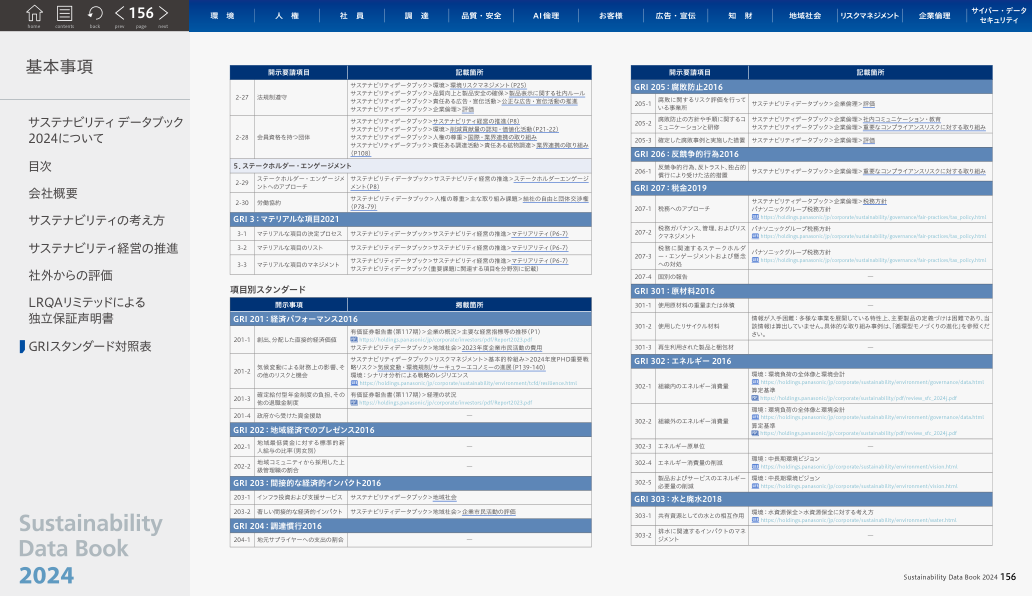 156
home
contents
back
prev
page
next
環 境
人 権
社 員
調 達
品質・安全
AI倫理
お客様
広告・宣伝
知 財
地域社会
リスクマネジメント
企業倫理
サイバー・データ
セキュリティ
基本事項
サステナビリティ データブック
2024について
目次
会社概要
サステナビリティの考え方
サステナビリティ経営の推進
社外からの評価
LRQAリミテッドによる
独立保証声明書
GRIスタンダード対照表
Sustainability
Data Book
2024
開示要請項目 記載箇所
2-27 法規制遵守
サステナビリティデータブック>環境>環境リスクマネジメント(P25)
サステナビリティデータブック>品質向上と製品安全の確保>製品表示に関する社内ルール
サステナビリティデータブック>責任ある広告・宣伝活動>公正な広告・宣伝活動の推進
サステナビリティデータブック>企業倫理>評価
2-28 会員資格を持つ団体
サステナビリティデータブック>サステナビリティ経営の推進(P8)
サステナビリティデータブック>環境>削減貢献量の認知・価値化活動(P21-22)
サステナビリティデータブック>人権の尊重>国際・業界連携の取り組み
サステナビリティデータブック>責任ある調達活動>責任ある鉱物調達>業界連携の取り組み
(P108)
5. ステークホルダー・エンゲージメント
2-29 ステークホルダー・エンゲージメ
ントへのアプローチ
サステナビリティデータブック>サステナビリティ経営の推進>ステークホルダーエンゲージ
メント(P8)
2-30 労働協約
サステナビリティデータブック>人権の尊重>主な取り組み課題>結社の自由と団体交渉権
(P78-79)
GRI 3:マテリアルな項目2021
3-1 マテリアルな項目の決定プロセス サステナビリティデータブック>サステナビリティ経営の推進>マテリアリティ(P6-7)
3-2 マテリアルな項目のリスト サステナビリティデータブック>サステナビリティ経営の推進>マテリアリティ(P6-7)
3-3 マテリアルな項目のマネジメント
サステナビリティデータブック>サステナビリティ経営の推進>マテリアリティ(P6-7)
サステナビリティデータブック(重要課題に関連する項目を分野別に記載)
項目別スタンダード
開示事項 掲載箇所
GRI 201:経済パフォーマンス2016
201-1 創出、分配した直接的経済価値
有価証券報告書(第117期)>企業の概況>主要な経営指標等の推移(P1)
https://holdings.panasonic/jp/corporate/investors/pdf/Report2023.pdf
サステナビリティデータブック>地域社会>2023年度企業市民活動の費用
201-2 気候変動による財務上の影響、そ
の他のリスクと機会
サステナビリティデータブック>リスクマネジメント>基本的枠組み>2024年度PHD重要戦
略リスク>気候変動・環境規制/サーキュラーエコノミーの進展(P139-140)
環境:シナリオ分析による戦略のレジリエンス
201-3 確定給付型年金制度の負担、その
他の退職金制度
有価証券報告書(第117期)>経理の状況
https://holdings.panasonic/jp/corporate/investors/pdf/Report2023.pdf
201-4 政府から受けた資金援助 ―
GRI 202:地域経済でのプレゼンス2016
202-1 地域最低賃金に対する標準的新
人給与の比率(男女別) ―
202-2 地域コミュニティから採用した上
級管理職の割合 ―
GRI 203:間接的な経済的インパクト2016
203-1 インフラ投資および支援サービス サステナビリティデータブック>地域社会
203-2 著しい間接的な経済的インパクト サステナビリティデータブック>地域社会>企業市民活動の評価
GRI 204:調達慣行2016
204-1 地元サプライヤーへの支出の割合 ―
開示要請項目 記載箇所
GRI 205:腐敗防止2016
205-1 腐敗に関するリスク評価を行って
いる事業所
サステナビリティデータブック>企業倫理>評価
205-2 腐敗防止の方針や手順に関するコ
ミュニケーションと研修
サステナビリティデータブック>企業倫理>社内コミュニケーション・教育
サステナビリティデータブック>企業倫理>重要なコンプライアンスリスクに対する取り組み
205-3 確定した腐敗事例と実施した措置 サステナビリティデータブック>企業倫理>評価
GRI 206:反競争的行為2016
206-1 反競争的行為、反トラスト、独占的
慣行により受けた法的措置
サステナビリティデータブック>企業倫理>重要なコンプライアンスリスクに対する取り組み
GRI 207:税金2019
207-1 税務へのアプローチ
サステナビリティデータブック>企業倫理>税務方針
パナソニックグループ税務方針
https://holdings.panasonic/jp/corporate/sustainability/governance/fair-practices/tax_policy.html
207-2 税務ガバナンス、管理、およびリス
クマネジメント
パナソニックグループ税務方針
https://holdings.panasonic/jp/corporate/sustainability/governance/fair-practices/tax_policy.html
207-3 税務に関連するステークホルダ
ー・エンゲージメントおよび懸念
への対処
パナソニックグループ税務方針
https://holdings.panasonic/jp/corporate/sustainability/governance/fair-practices/tax_policy.html
207-4 国別の報告 ―
GRI 301:原材料2016
301-1 使用原材料の重量または体積 ―
301-2 使用したリサイクル材料
情報が入手困難:多様な事業を展開している特性上、主要製品の定義づけは困難であり、当
該情報は算出していません。具体的な取り組み事例は、「循環型モノづくりの進化」を参照くだ
さい。
301-3 再生利用された製品と梱包材 ―
GRI 302:エネルギー 2016
302-1 組織内のエネルギー消費量
環境:環境負荷の全体像と環境会計
https://holdings.panasonic/jp/corporate/sustainability/environment/governance/data.html
算定基準
https://holdings.panasonic/jp/corporate/sustainability/pdf/review_efc_2024j.pdf
302-2 組織外のエネルギー消費量
環境:環境負荷の全体像と環境会計
https://holdings.panasonic/jp/corporate/sustainability/environment/governance/data.html
算定基準
https://holdings.panasonic/jp/corporate/sustainability/pdf/review_efc_2024j.pdf
302-3 エネルギー原単位 ―
302-4 エネルギー消費量の削減
環境:中長期環境ビジョン
https://holdings.panasonic/jp/corporate/sustainability/environment/vision.html
302-5 製品およびサービスのエネルギー
必要量の削減
環境:中長期環境ビジョン
https://holdings.panasonic/jp/corporate/sustainability/environment/vision.html
GRI 303:水と廃水2018
303-1 共有資源としての水との相互作用
環境:水資源保全>水資源保全に対する考え方
https://holdings.panasonic/jp/corporate/sustainability/environment/water.html
303-2 排水に関連するインパクトのマネ
ジメント ―
Sustainability Data Book 2024 156